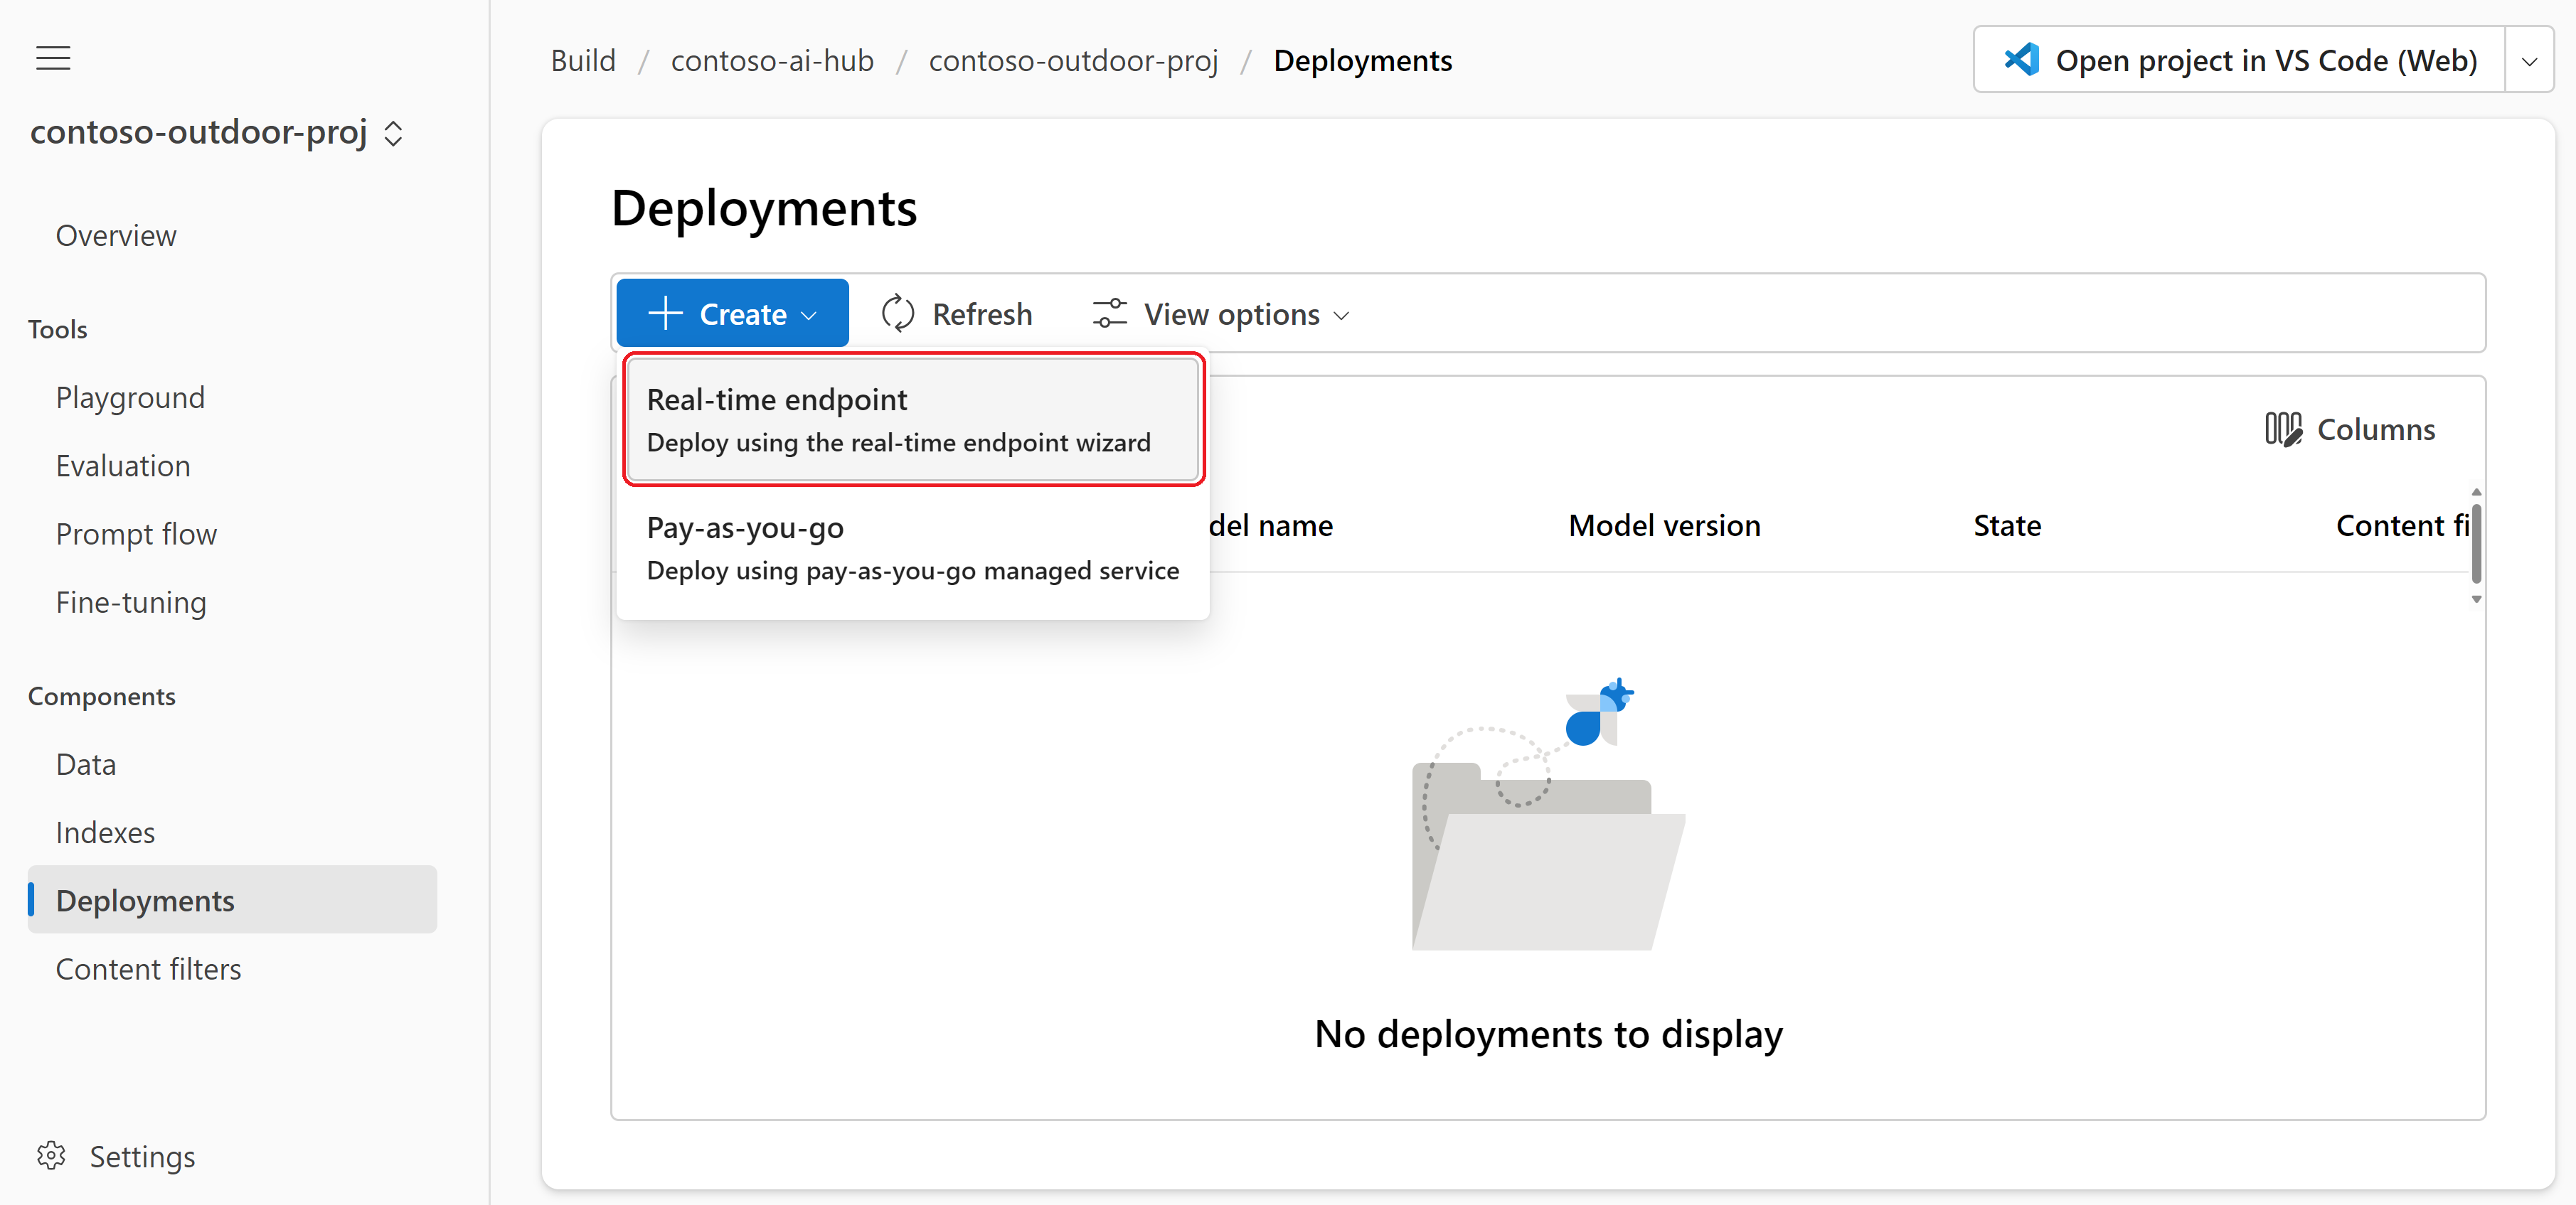 Build / contoso-ai-hub / contoso-outdoor-proj / Deployments
Open project in VS Code (Web)
contoso-outdoor-proj
Overview
Tools
Playground
Evaluation
Prompt flow
Fine-tuning
Components
Data
Indexes
Deployments
Content filters
Settings
Deployments
Create
Refresh
View options
Real-time endpoint
Deploy using the real-time endpoint wizard
Pay-as-you-go
Deploy using pay-as-you-go managed service
Columns
del name Model version State Content fi
No deployments to display